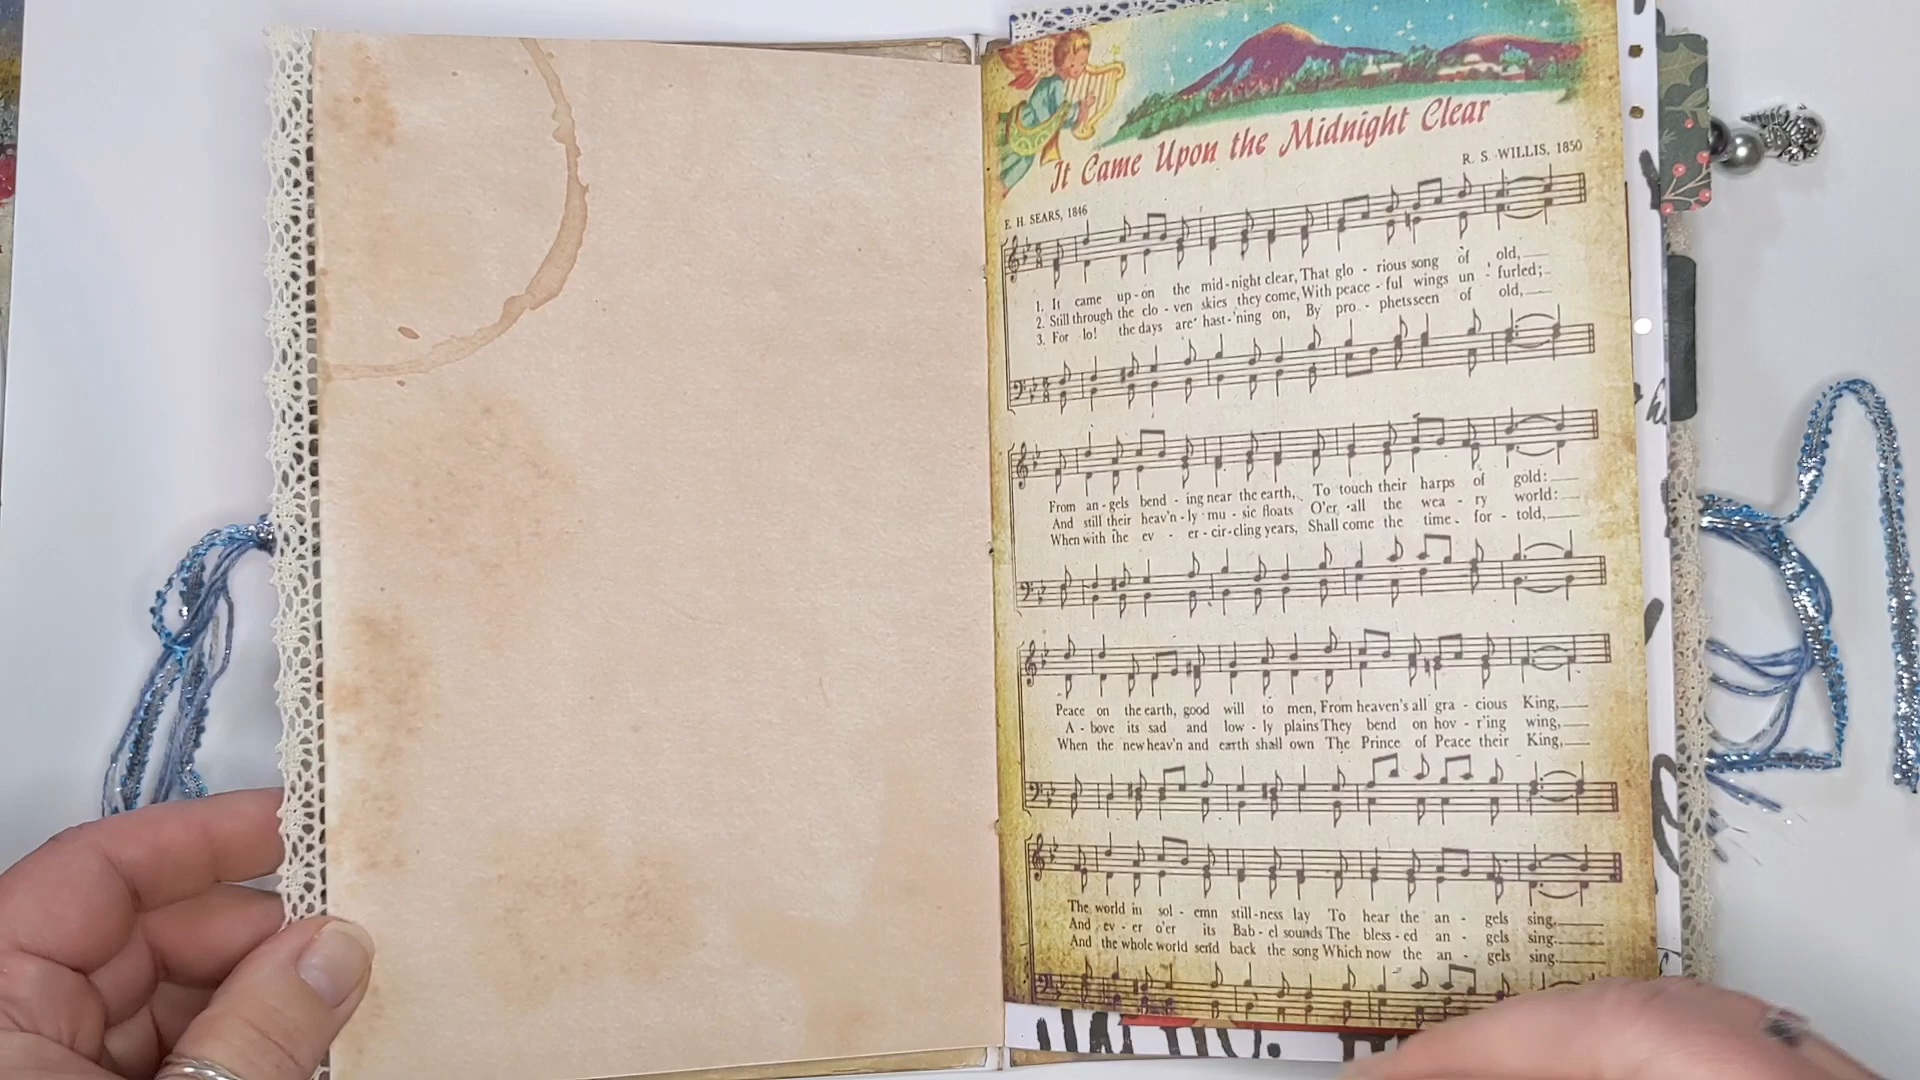 It Came Upon the Midnight Clear
R. S. WILLIS, 1850
E. H. SEARS, 1846
1. It came up-on the mid-night clear, That glo - rious song of old,
2. Still through the clo - ven skies they come, With peace - ful wings un - furled;
3. For lo! the days are hast-'ning on, By pro - phets seen of old,
From an-gels bend - ing near the earth, To touch their harps of gold:
And still their heav'n-ly mu - sic floats O'er all the wea - ry world:
When with the ev - er-cir-cling years, Shall come the time for - told,
Peace on the earth, good will to men, From heaven's all gra - cious King,
A - bove its sad and low-ly plains They bend on hov - r'ing wing,
When the new heav'n and earth shall own The Prince of Peace their King,
The world in sol - emn still-ness lay To hear the an - gels sing.
And ev - er o'er its Bab-el sounds The bless-ed an - gels sing.
And the whole world send back the song Which now the an - gels sing.